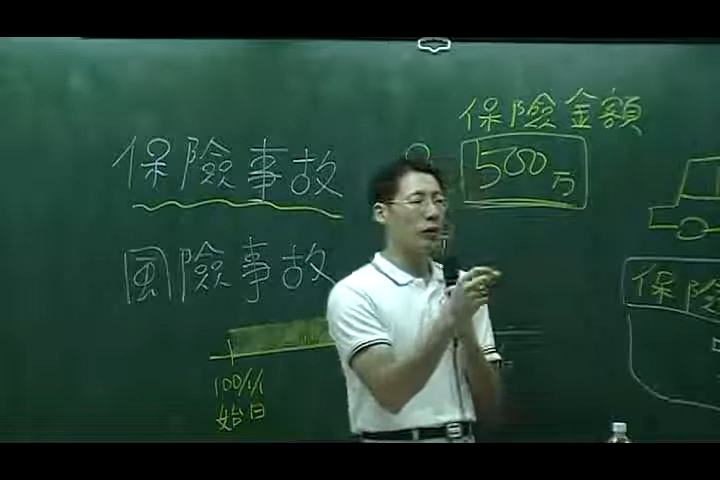 保險金額
500万
保險事故
風險事故
保險
100/1/1
始日